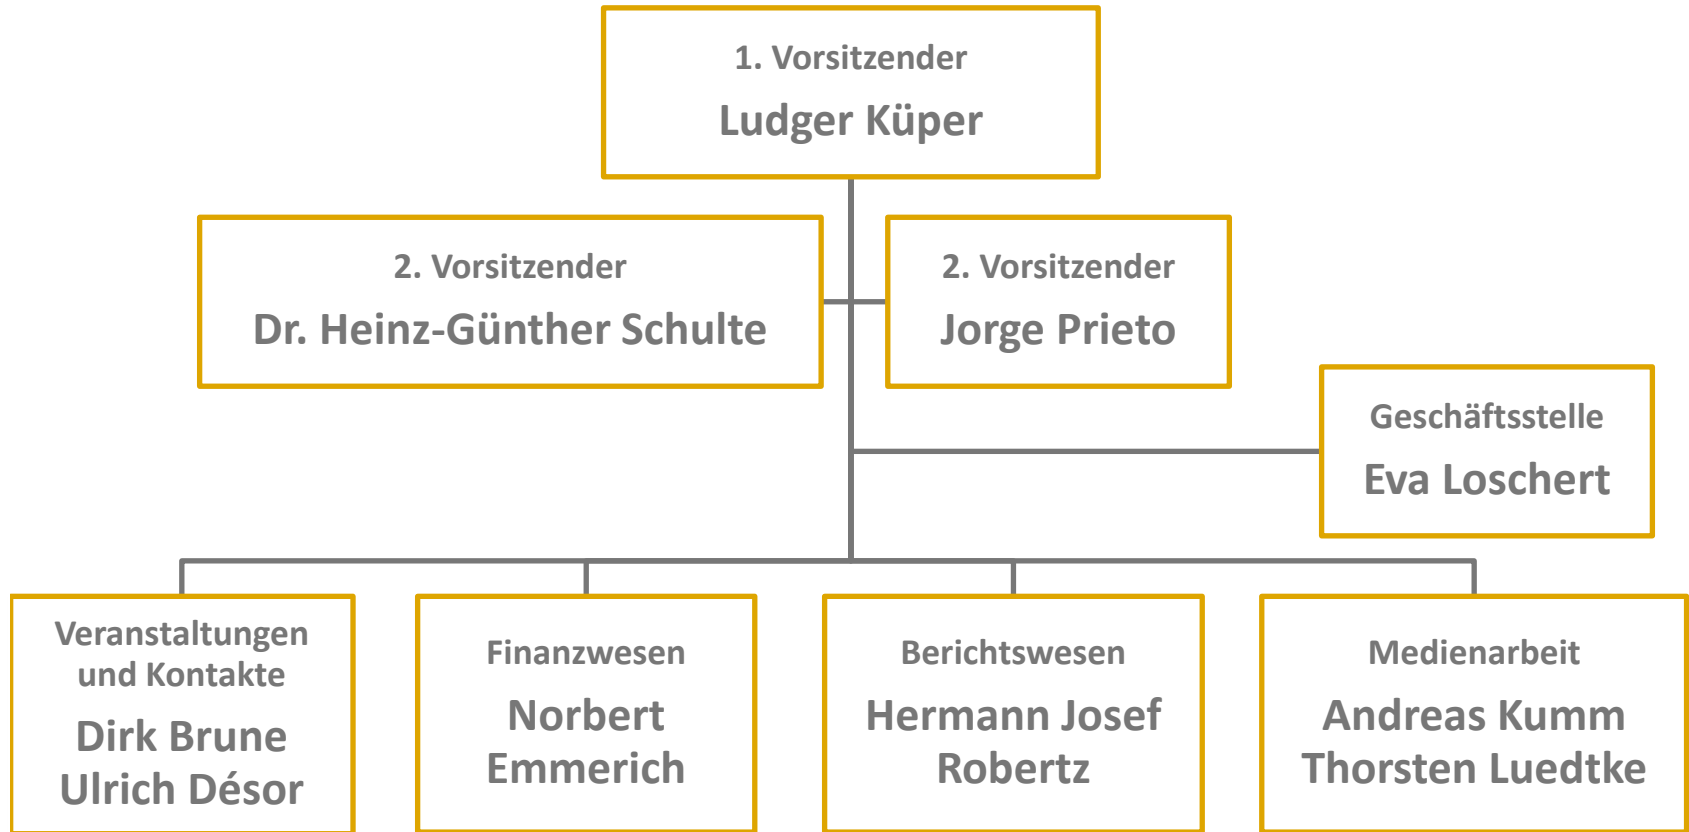 1. Vorsitzender
Ludger Küper
2. Vorsitzender
Dr. Heinz-Günther Schulte
2. Vorsitzender
Jorge Prieto
Geschäftsstelle
Eva Loschert
Veranstaltungen
und Kontakte
Dirk Brune
Ulrich Désor
Finanzwesen
Norbert
Emmerich
Berichtswesen
Hermann Josef
Robertz
Medienarbeit
Andreas Kumm
Thorsten Luedtke